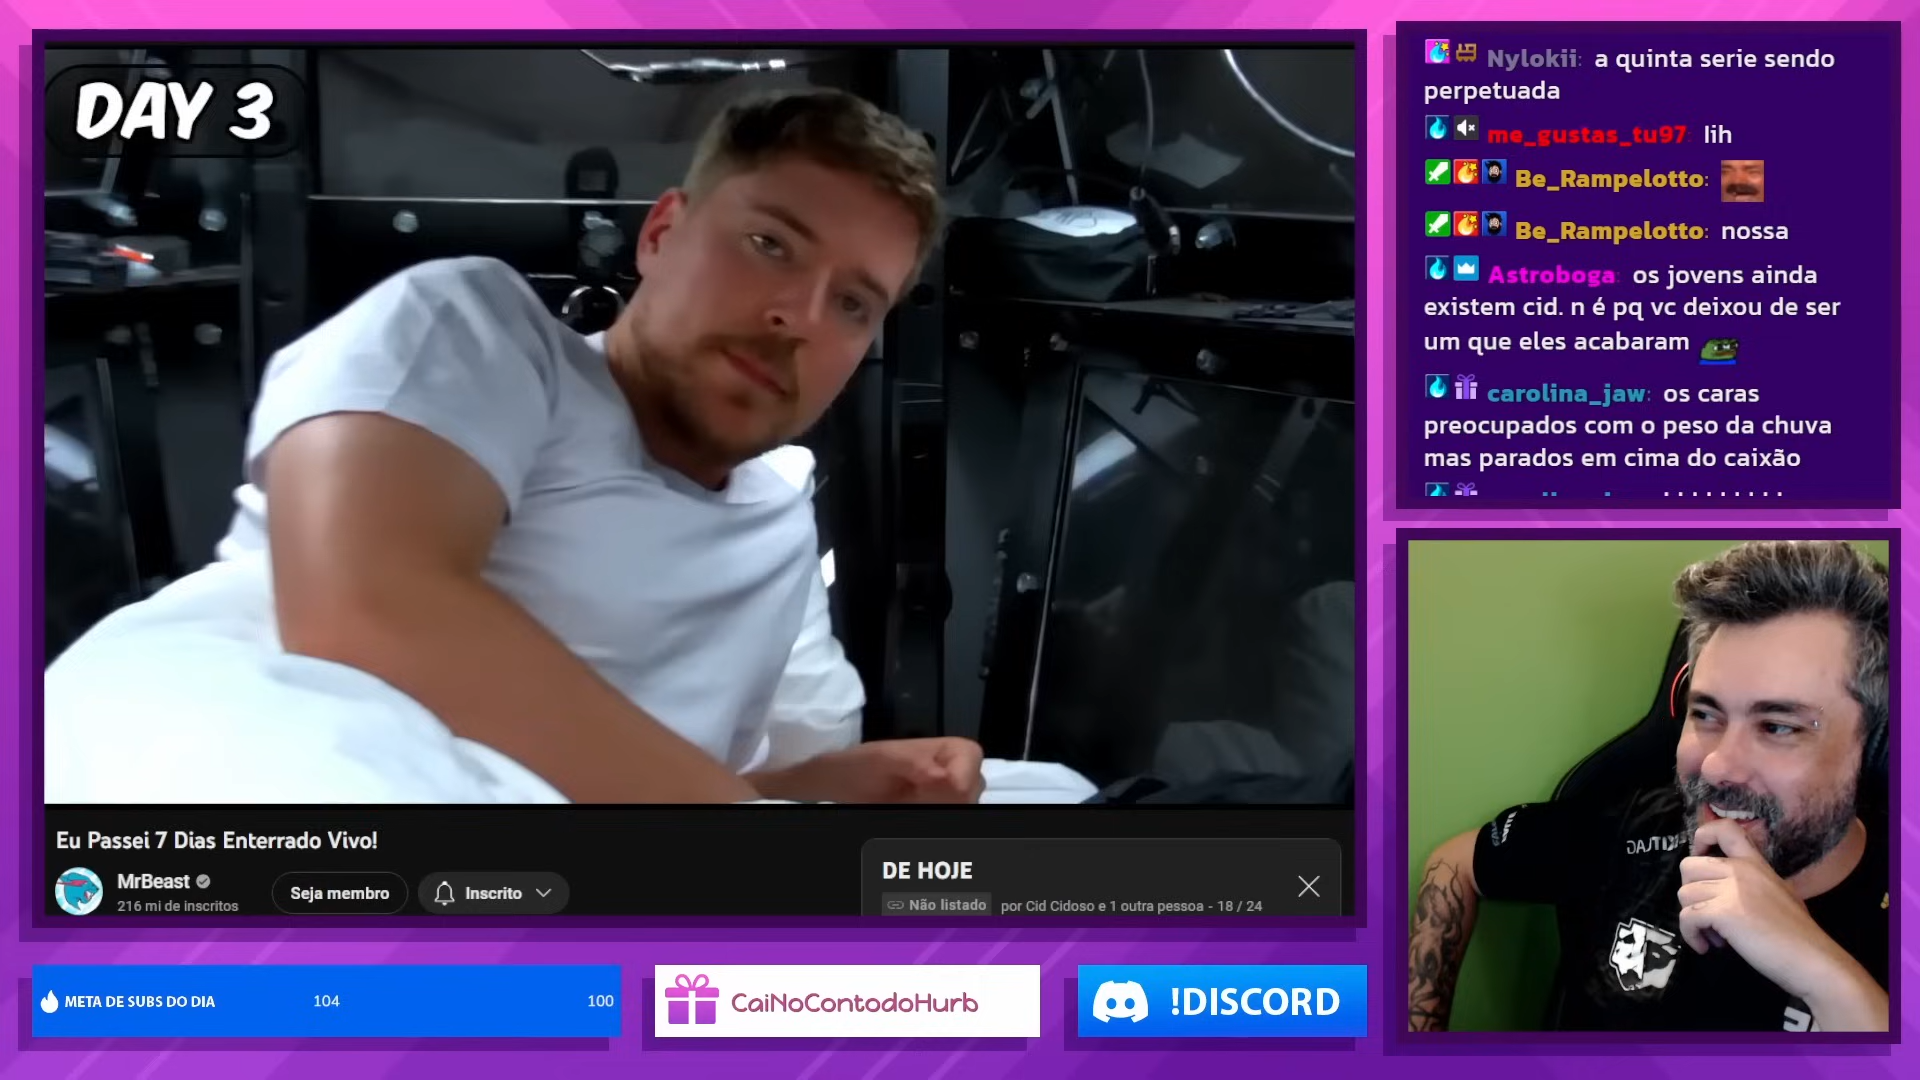 DAY 3
Eu Passei 7 Dias Enterrado Vivo!
MrBeast
216 mi de inscritos
Seja membro
Inscrito
DE HOJE
Não listado por Cid Cidoso e 1 outra pessoa - 18 / 24
Nylokii: a quinta serie sendo
perpetuada
me_gustas_tu97: lih
Be_Rampelotto:
Be_Rampelotto: nossa
Astroboga: os jovens ainda
existem cid. n é pq vc deixou de ser
um que eles acabaram
carolina_jaw: os caras
preocupados com o peso da chuva
mas parados em cima do caixão
META DE SUBS DO DIA 104 100
CaiNoContodoHurb
!DISCORD